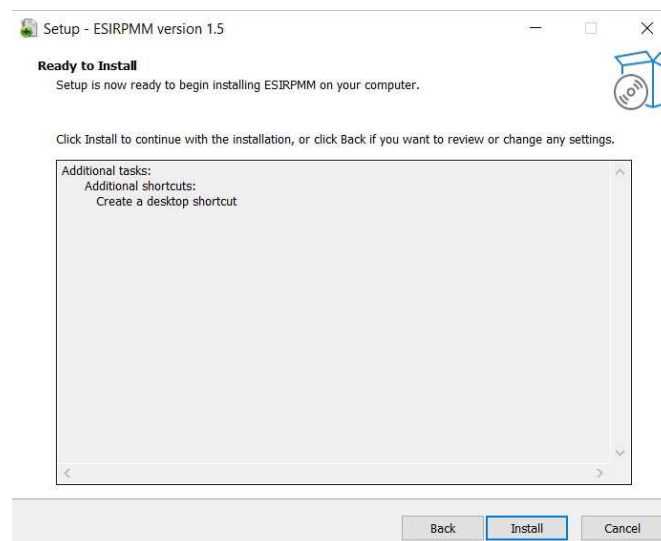 Setup - ESIRPMM version 1.5
Ready to Install
Setup is now ready to begin installing ESIRPMM on your computer.
Click Install to continue with the installation, or click Back if you want to review or change any settings.
Additional tasks:
Additional shortcuts:
Create a desktop shortcut
Back
Install
Cancel